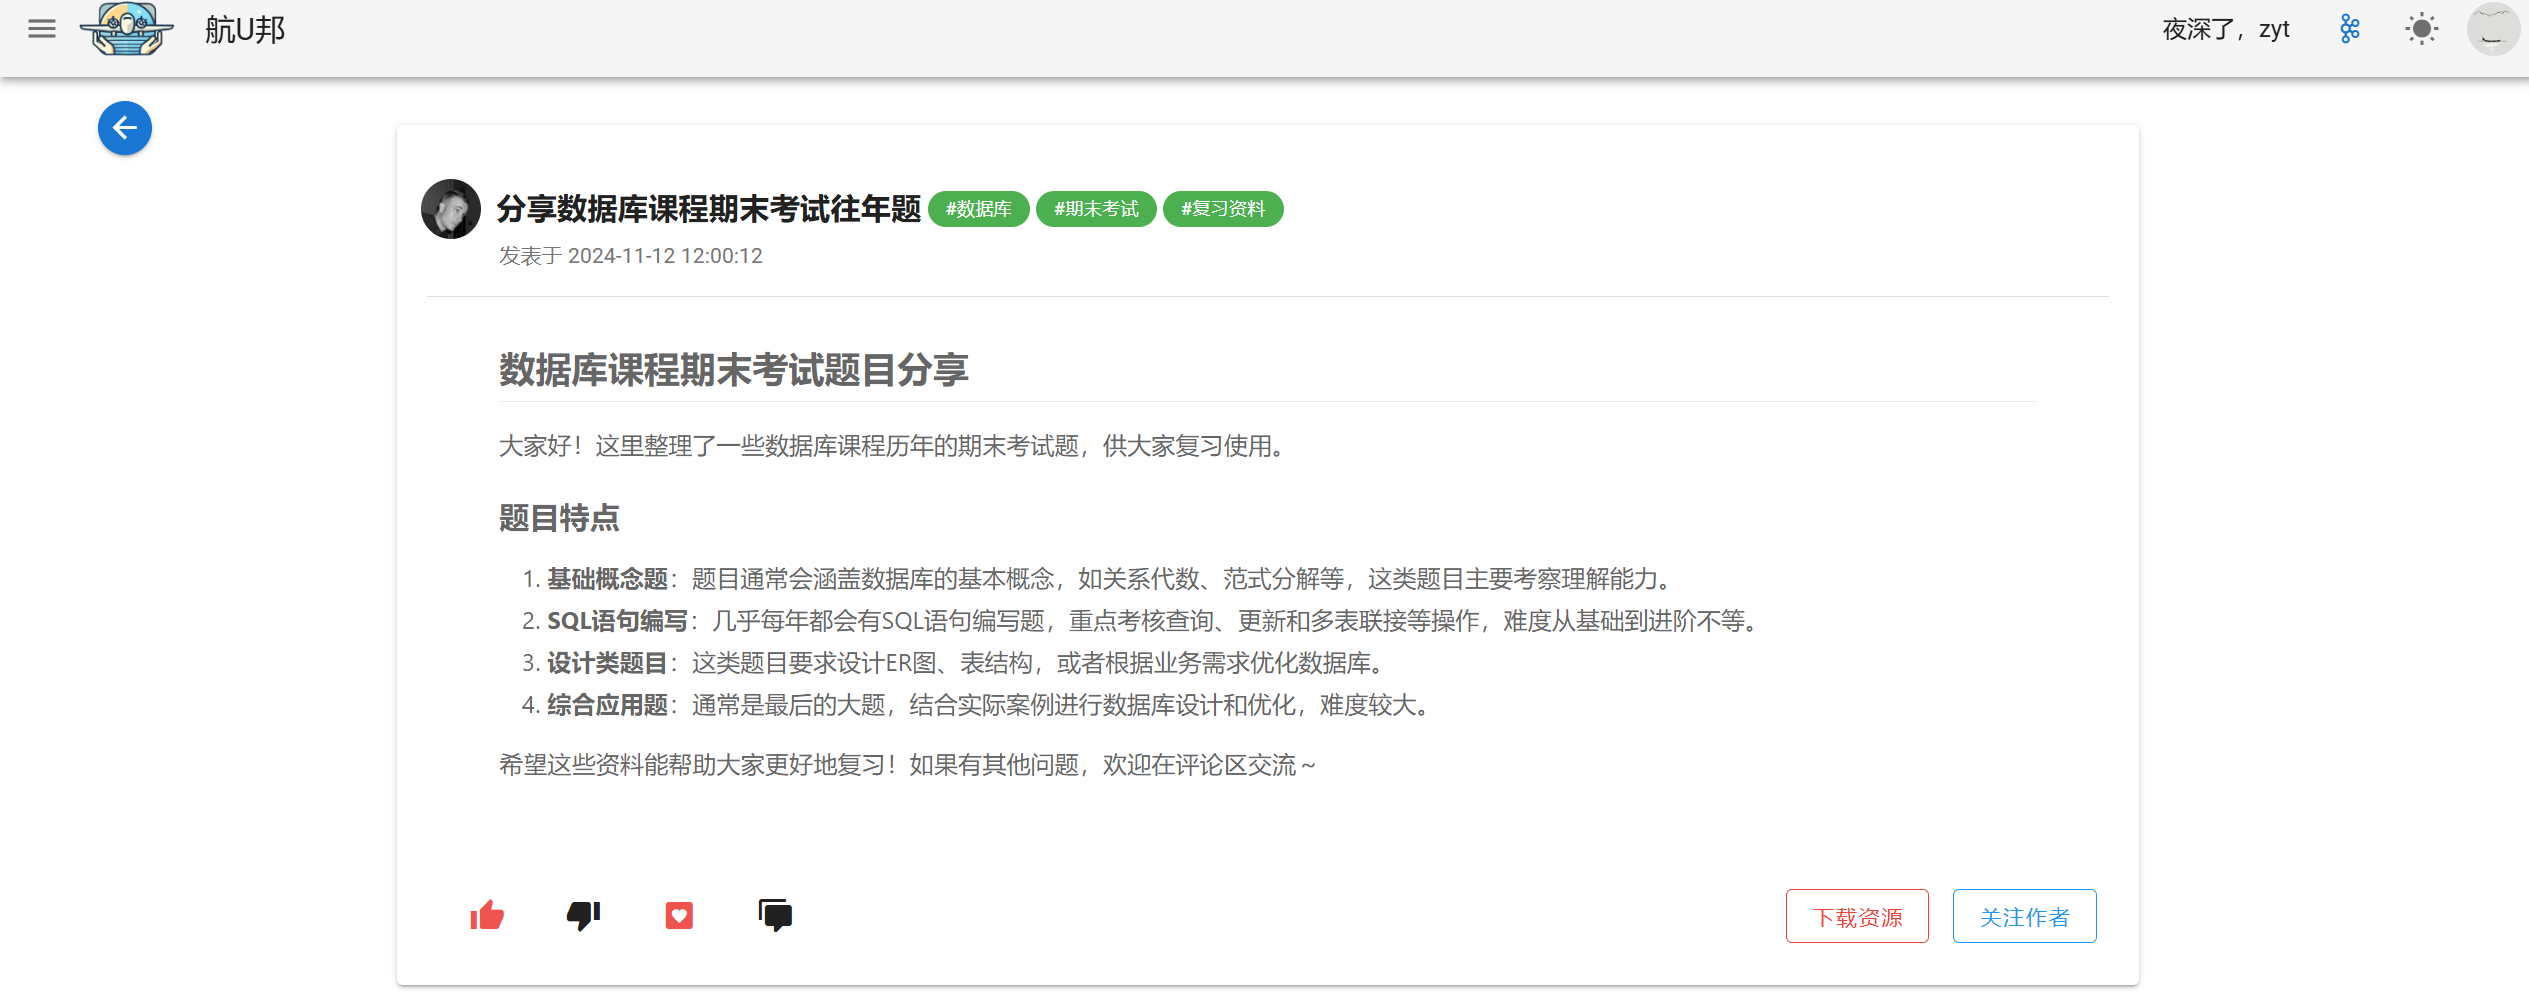 航U邦
夜深了，zyt
分享数据库课程期末考试往年题 #数据库 #期末考试 #复习资料
发表于 2024-11-12 12:00:12
数据库课程期末考试题目分享
大家好！这里整理了一些数据库课程历年的期末考试题，供大家复习使用。
题目特点
1. 基础概念题：题目通常会涵盖数据库的基本概念，如关系代数、范式分解等，这类题目主要考察理解能力。
2. SQL语句编写：几乎每年都会有SQL语句编写题，重点考核查询、更新和多表联接等操作，难度从基础到进阶不等。
3. 设计类题目：这类题目要求设计ER图、表结构，或者根据业务需求优化数据库。
4. 综合应用题：通常是最后的大题，结合实际案例进行数据库设计和优化，难度较大。
希望这些资料能帮助大家更好地复习！如果有其他问题，欢迎在评论区交流～
下载资源 关注作者